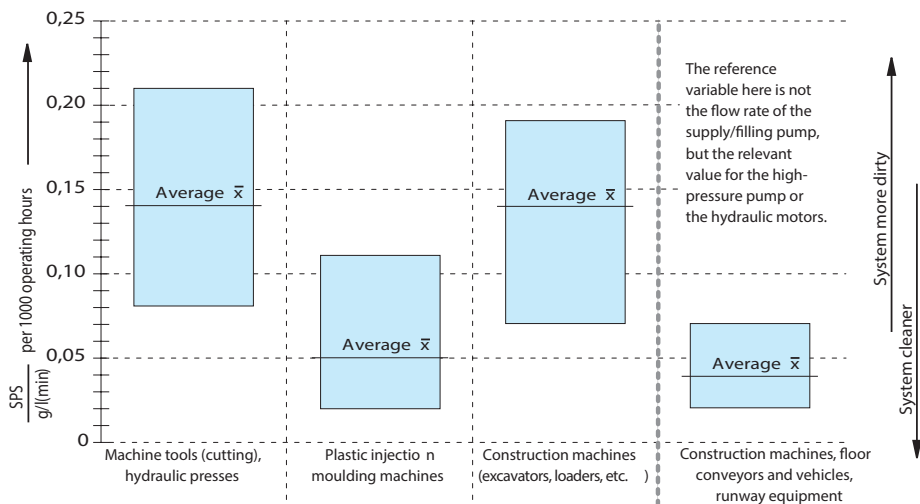 0,25
0,20
0,15
0,10
0,05
0
SPS
g/l(min)
per 1000 operating hours
Average x̅
Average x̅
Average x̅
Average x̅
The reference
variable here is not
the flow rate of the
supply/filling pump,
but the relevant
value for the high-
pressure pump or
the hydraulic motors.
System more dirty
System cleaner
Machine tools (cutting),
hydraulic presses
Plastic injectio n
moulding machines
Construction machines
(excavators, loaders, etc. )
Construction machines, floor
conveyors and vehicles,
runway equipment